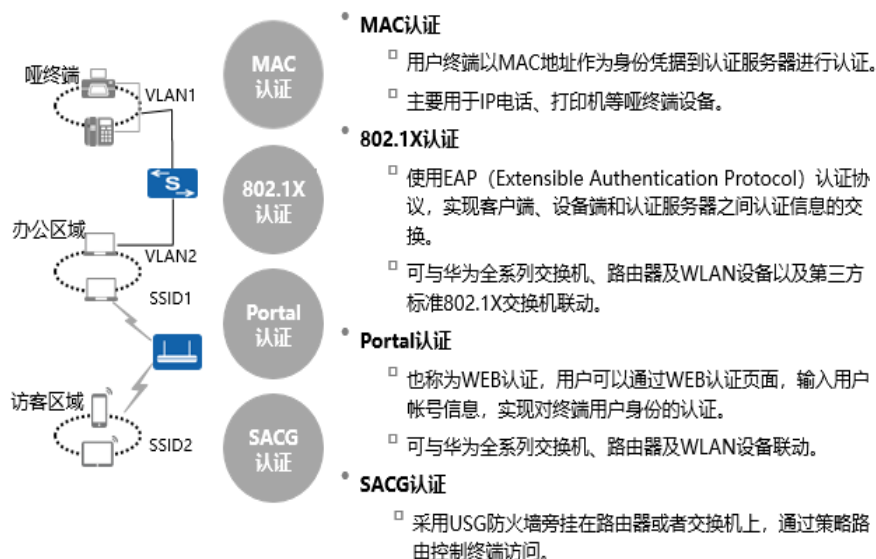 哑终端
VLAN1
S
办公区域
VLAN2
SSID1
访客区域
SSID2
MAC
认证
802.1X
认证
Portal
认证
SACG
认证
MAC认证
用户终端以MAC地址作为身份凭据到认证服务器进行认证。
主要用于IP电话、打印机等哑终端设备。
802.1X认证
使用EAP（Extensible Authentication Protocol）认证协
议，实现客户端、设备端和认证服务器之间认证信息的交
换。
可与华为全系列交换机、路由器及WLAN设备以及第三方
标准802.1X交换机联动。
Portal认证
也称为WEB认证，用户可以通过WEB认证页面，输入用户
帐号信息，实现对终端用户身份的认证。
可与华为全系列交换机、路由器及WLAN设备联动。
SACG认证
采用USG防火墙旁挂在路由器或者交换机上，通过策略路
由控制终端访问。